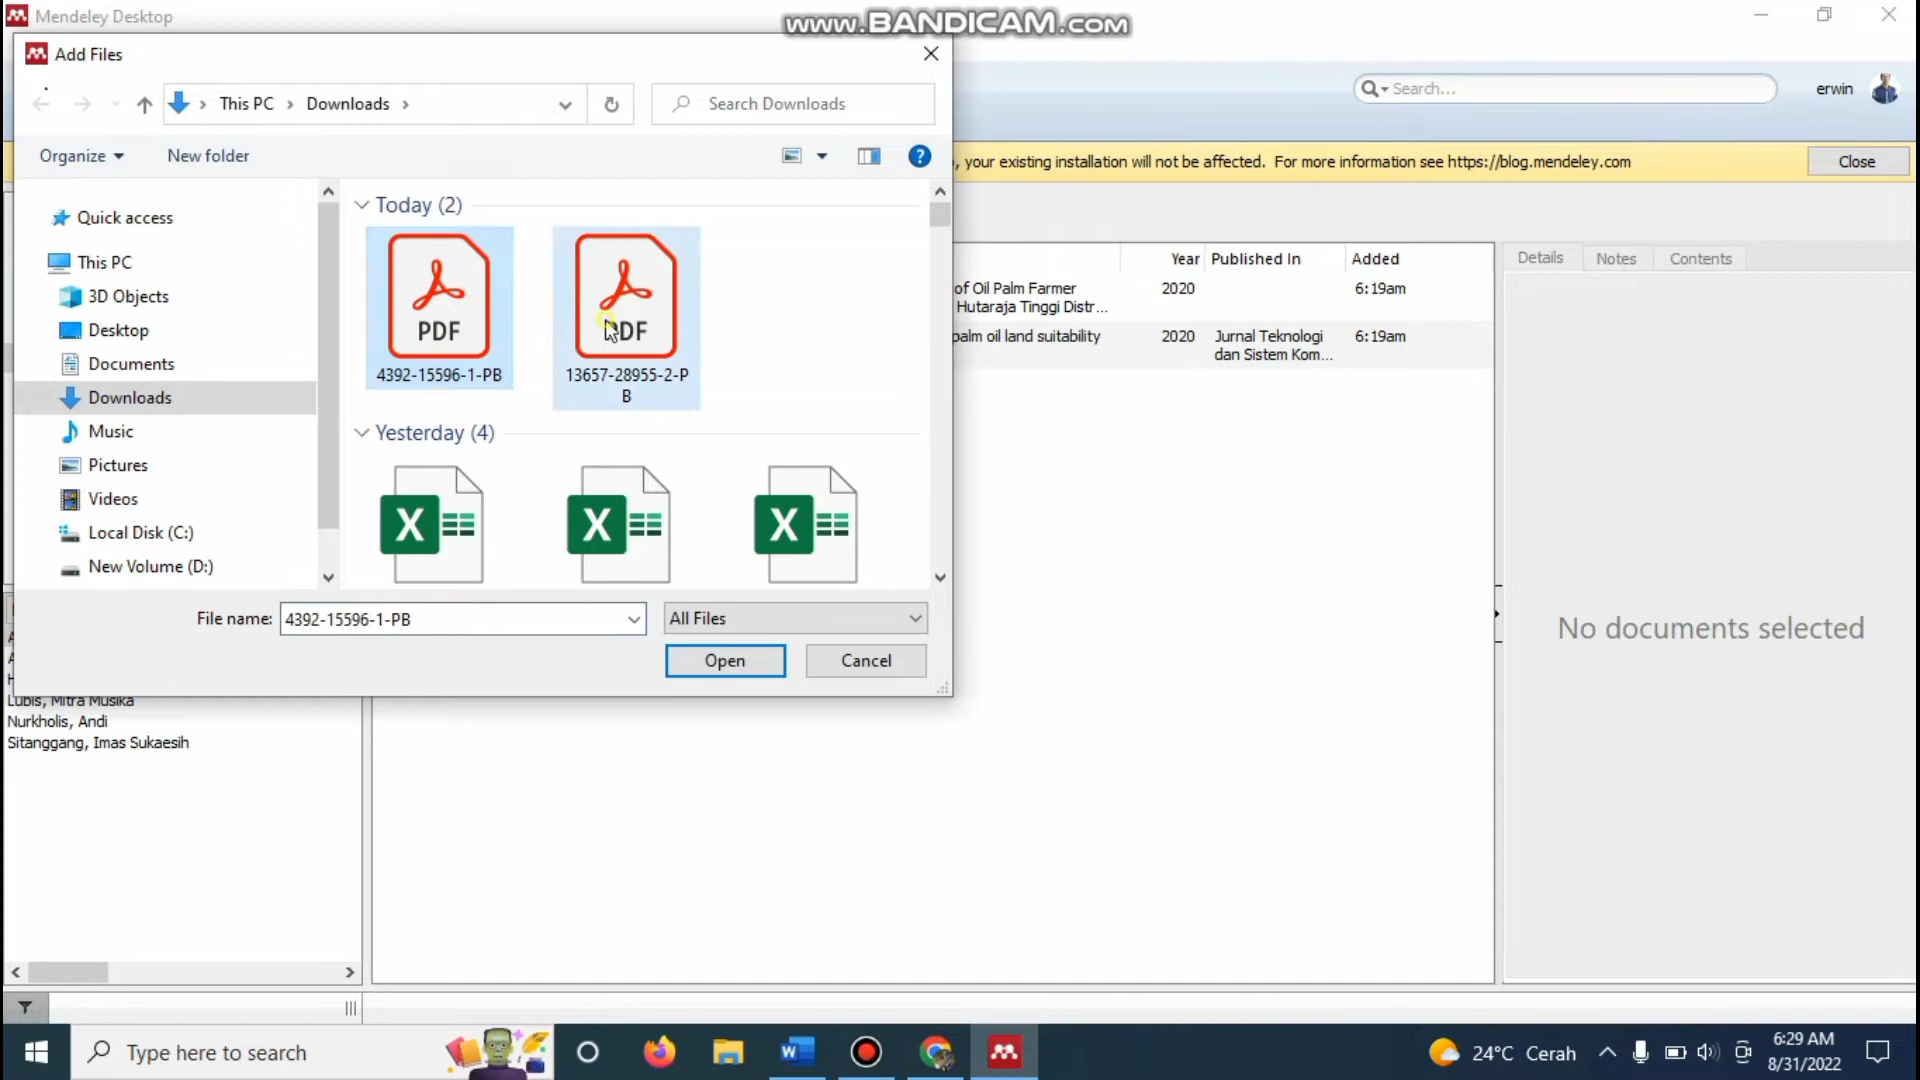 Mendeley Desktop
www.BANDICAM.com
Add Files
This PC > Downloads >
Search Downloads
Search...
erwin
Organize
New folder
, your existing installation will not be affected. For more information see https://blog.mendeley.com
Close
Quick access
This PC
3D Objects
Desktop
Documents
Downloads
Music
Pictures
Videos
Local Disk (C:)
New Volume (D:)
Today (2)
PDF
4392-15596-1-PB
PDF
13657-28955-2-P
B
Yesterday (4)
File name: 4392-15596-1-PB
All Files
Open
Cancel
Year Published In Added
of Oil Palm Farmer 2020 6:19am
Hutaraja Tinggi Distr...
palm oil land suitability 2020 Jurnal Teknologi 6:19am
dan Sistem Kom...
Details Notes Contents
No documents selected
Lubis, Mitra Musika
Nurkholis, Andi
Sitanggang, Imas Sukaesih
Type here to search
24°C Cerah
6:29 AM
8/31/2022